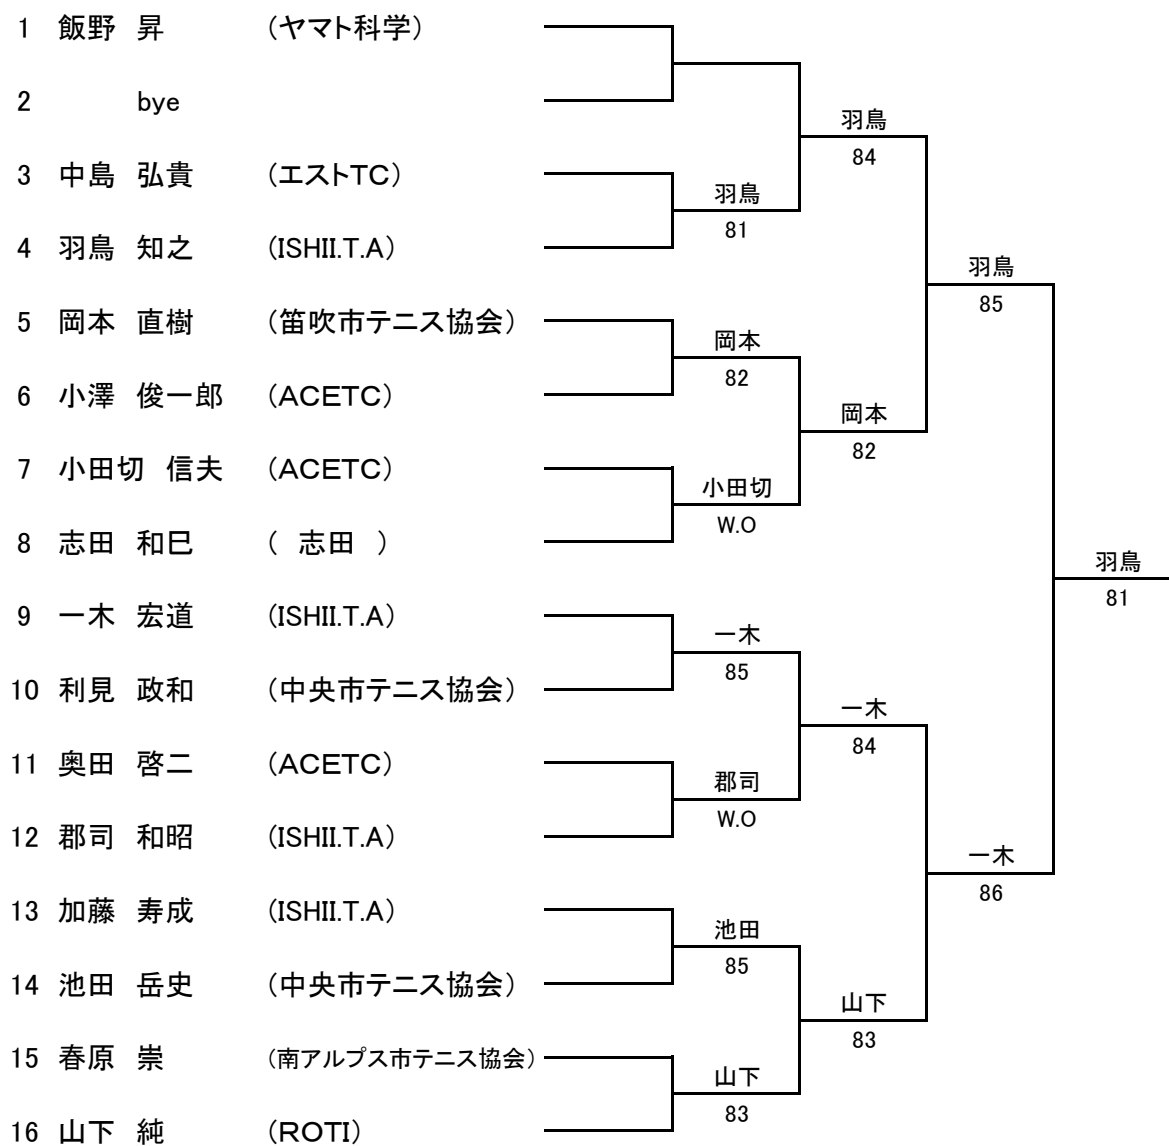 1 飯野 昇 (ヤマト科学)
2 bye
羽鳥
84
3 中島 弘貴 (エストTC)
羽鳥
81
4 羽鳥 知之 (ISHII.T.A)
羽鳥
85
5 岡本 直樹 (笛吹市テニス協会)
岡本
82
6 小澤 俊一郎 (ACETC)
岡本
82
7 小田切 信夫 (ACETC)
小田切
W.O
8 志田 和巳 ( 志田 )
羽鳥
81
9 一木 宏道 (ISHII.T.A)
一木
85
10 利見 政和 (中央市テニス協会)
一木
84
11 奥田 啓二 (ACETC)
郡司
W.O
12 郡司 和昭 (ISHII.T.A)
一木
86
13 加藤 寿成 (ISHII.T.A)
池田
85
14 池田 岳史 (中央市テニス協会)
山下
83
15 春原 崇 (南アルプス市テニス協会)
山下
83
16 山下 純 (ROTI)